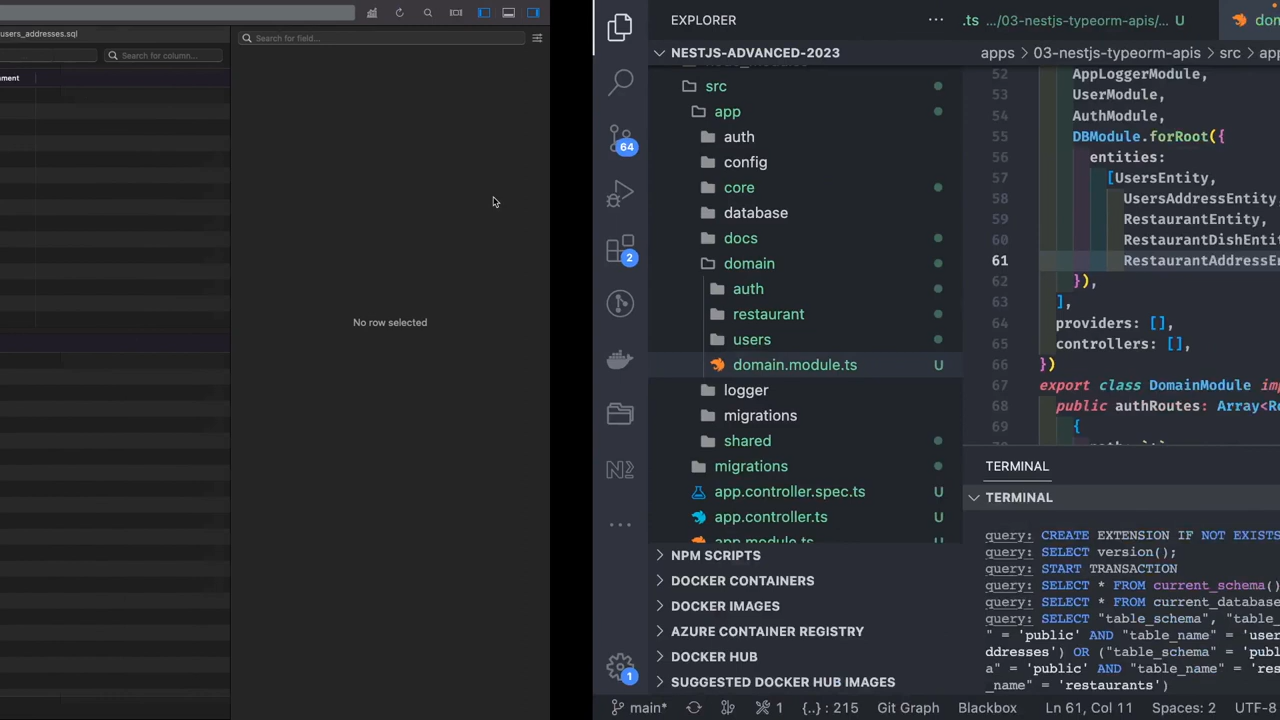 users_addresses.sql
Search for field...
Search for column...
ment
No row selected
EXPLORER
NESTJS-ADVANCED-2023
src
app
auth
config
core
database
docs
domain
auth
restaurant
users
domain.module.ts U
logger
migrations
shared
migrations
app.controller.spec.ts U
app.controller.ts U
app.module.ts
NPM SCRIPTS
DOCKER CONTAINERS
DOCKER IMAGES
AZURE CONTAINER REGISTRY
DOCKER HUB
SUGGESTED DOCKER HUB IMAGES
64
2
1
.ts .../03-nestjs-typeorm-apis/... U
do
apps > 03-nestjs-typeorm-apis > src > ap
52 AppLoggerModule,
53 UserModule,
54 AuthModule,
55 DBModule.forRoot({
56 entities:
57 [UsersEntity,
58 UsersAddressEntity,
59 RestaurantEntity,
60 RestaurantDishEnti
61 RestaurantAddressE
62 }),
63 ],
64 providers: [],
65 controllers: [],
66 })
67 export class DomainModule im
68 public authRoutes: Array<R
69 {
TERMINAL
TERMINAL
query: CREATE EXTENSION IF NOT EXISTS
query: SELECT version();
query: START TRANSACTION
query: SELECT * FROM current_schema()
query: SELECT * FROM current_database
query: SELECT "table_schema", "table_
" = 'public' AND "table_name" = 'user
ddresses') OR ("table_schema" = 'publi
a" = 'public' AND "table_name" = 'res
_name" = 'restaurants')
main* 1 {..} : 215 Git Graph Blackbox Ln 61, Col 11 Spaces: 2 UTF-8